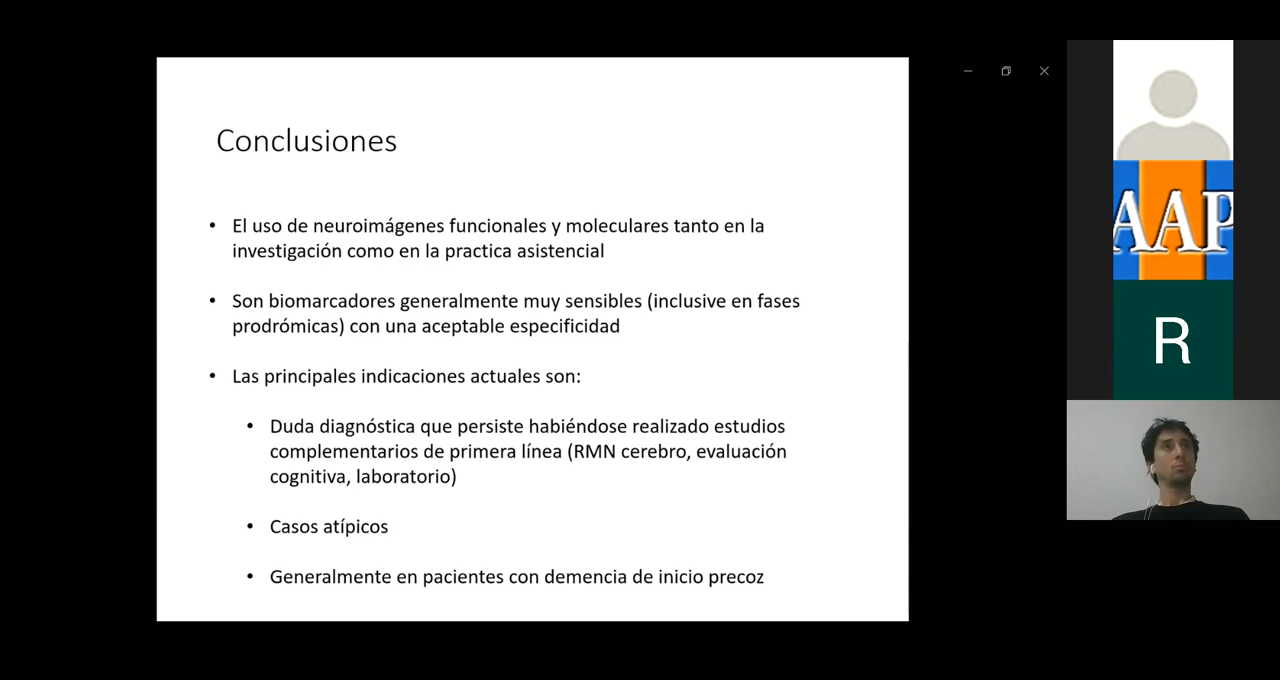 Conclusiones
• El uso de neuroimágenes funcionales y moleculares tanto en la
investigación como en la practica asistencial
• Son biomarcadores generalmente muy sensibles (inclusive en fases
prodrómicas) con una aceptable especificidad
• Las principales indicaciones actuales son:
• Duda diagnóstica que persiste habiéndose realizado estudios
complementarios de primera línea (RMN cerebro, evaluación
cognitiva, laboratorio)
• Casos atípicos
• Generalmente en pacientes con demencia de inicio precoz
AAP
R